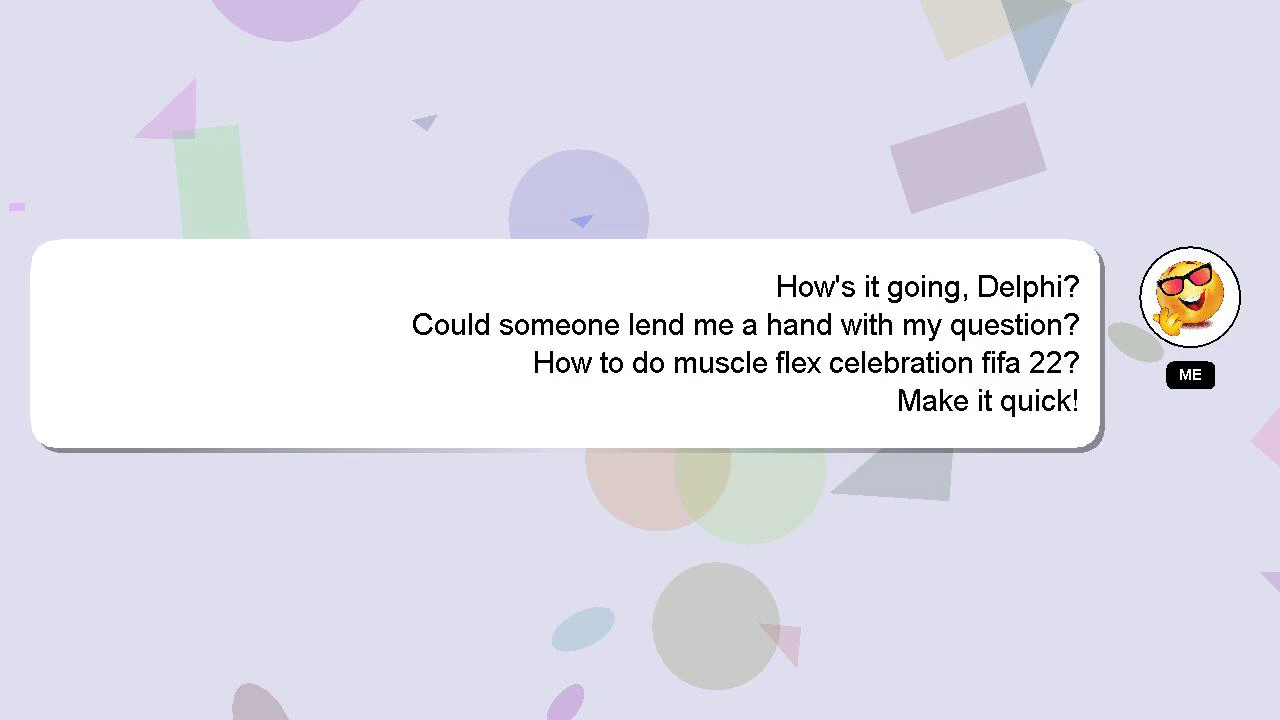 How's it going, Delphi?
Could someone lend me a hand with my question?
How to do muscle flex celebration fifa 22?
Make it quick!
ME